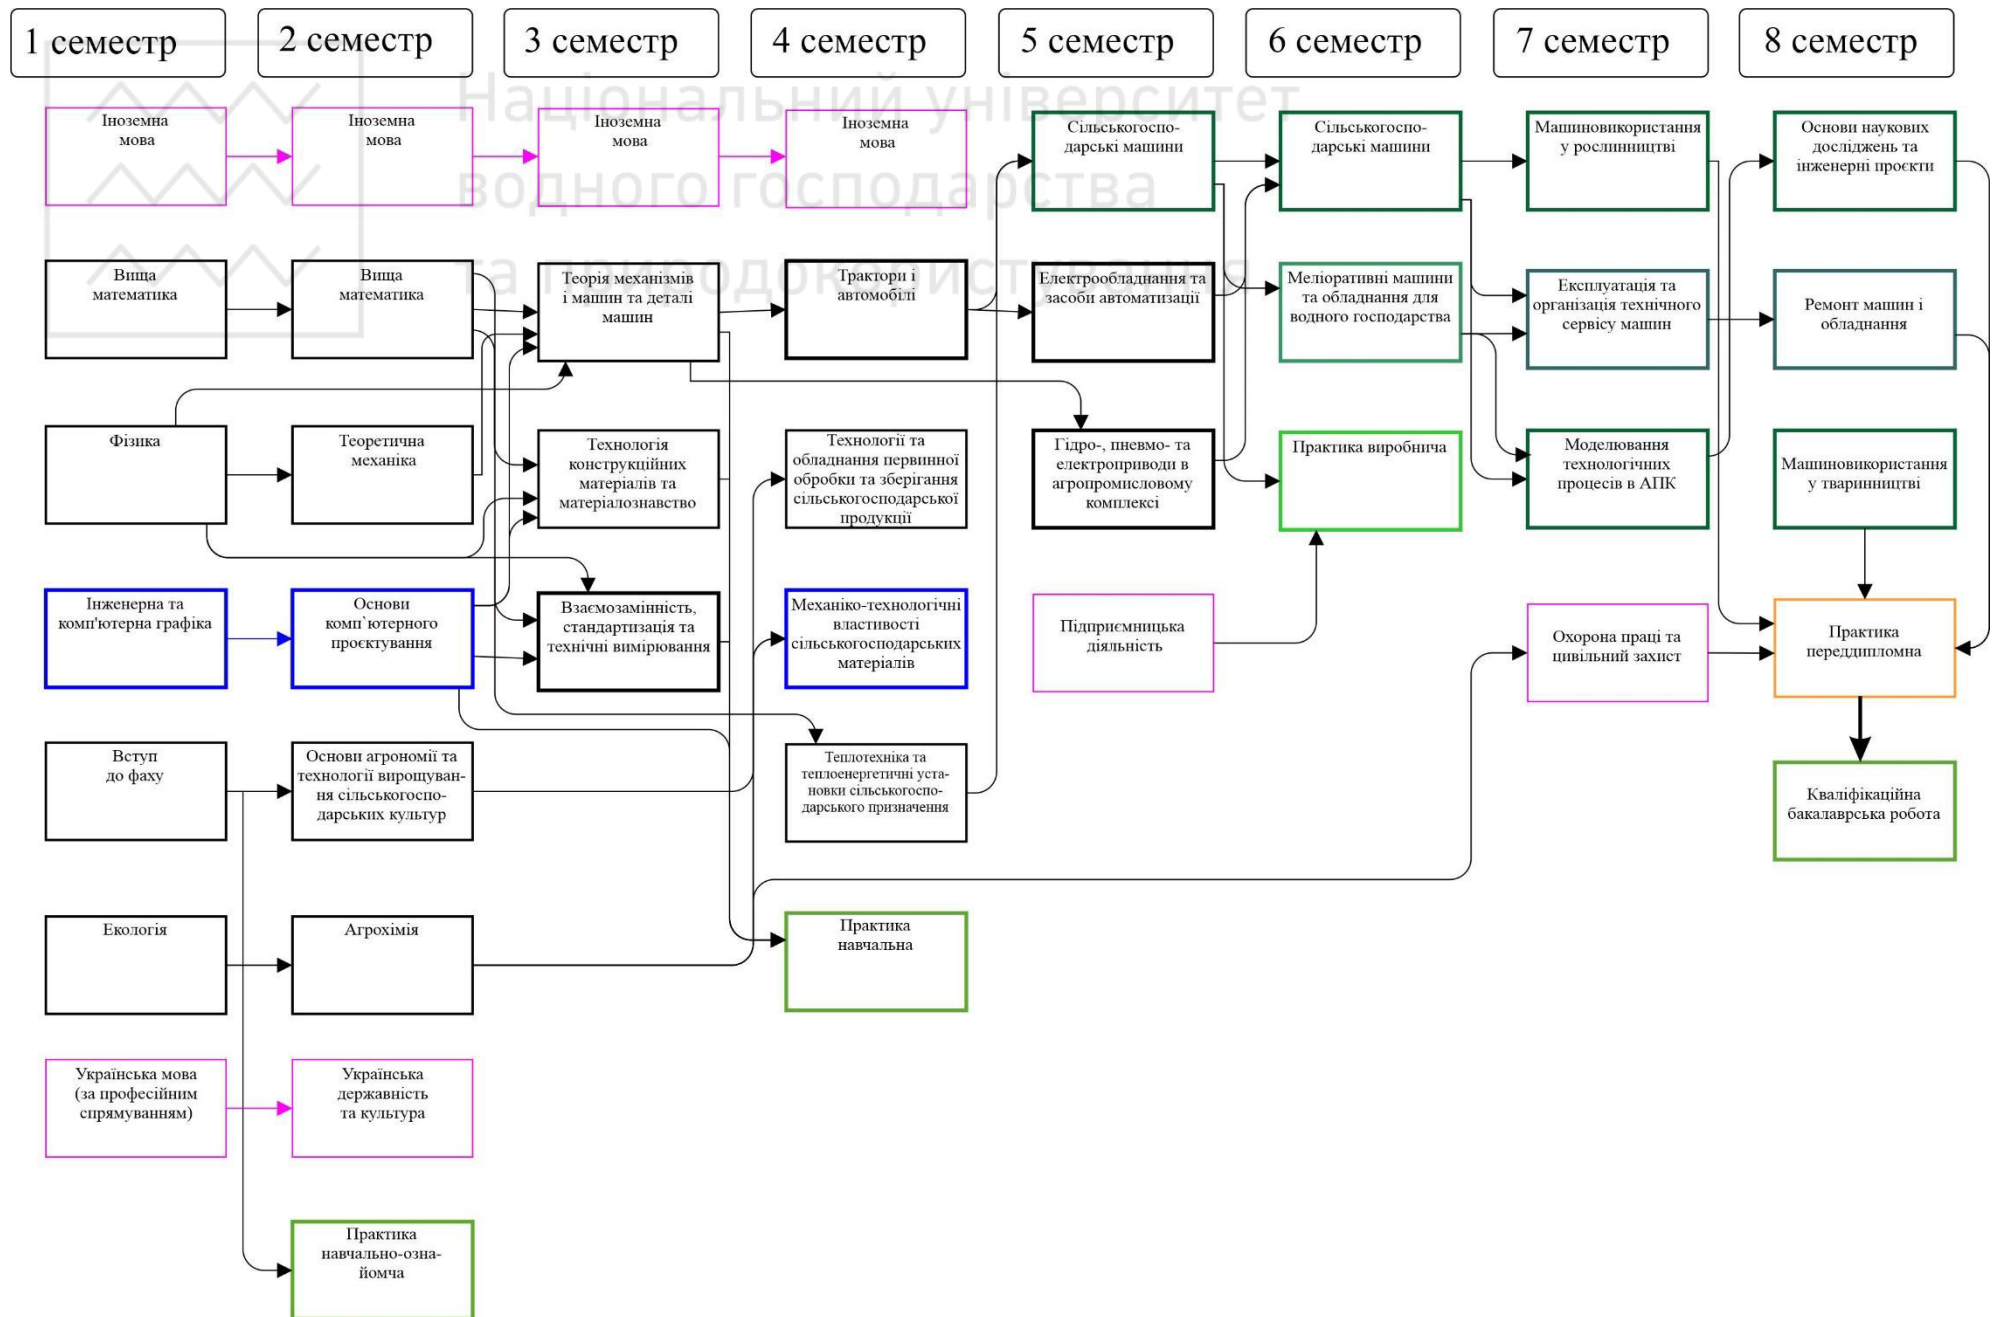 1 семестр
2 семестр
3 семестр
4 семестр
5 семестр
6 семестр
7 семестр
8 семестр
Національний університет
водного господарства
та природокористування
Іноземна
мова
Іноземна
мова
Іноземна
мова
Іноземна
мова
Сільськогоспо-
дарські машини
Сільськогоспо-
дарські машини
Машиновикористання
у рослинництві
Основи наукових
досліджень та
інженерні проєкти
Вища
математика
Вища
математика
Теорія механізмів
і машин та деталі
машин
Трактори і
автомобілі
Електрообладнання та
засоби автоматизації
Меліоративні машини
та обладнання для
водного господарства
Експлуатація та
організація технічного
сервісу машин
Ремонт машин і
обладнання
Фізика
Теоретична
механіка
Технологія
конструкційних
матеріалів та
матеріалознавство
Технології та
обладнання первинної
обробки та зберігання
сільськогосподарської
продукції
Гідро-, пневмо- та
електроприводи в
агропромисловому
комплексі
Практика виробнича
Моделювання
технологічних
процесів в АПК
Машиновикористання
у тваринництві
Інженерна та
комп'ютерна графіка
Основи
комп`ютерного
проєктування
Взаємозамінність,
стандартизація та
технічні вимірювання
Механіко-технологічні
властивості
сільськогосподарських
матеріалів
Підприємницька
діяльність
Охорона праці та
цивільний захист
Практика
переддипломна
Вступ
до фаху
Основи агрономії та
технології вирощуван-
ня сільськогоспо-
дарських культур
Теплотехніка та
теплоенергетичні уста-
новки сільськогоспо-
дарського призначення
Кваліфікаційна
бакалаврська робота
Екологія
Агрохімія
Практика
навчальна
Українська мова
(за професійним
спрямуванням)
Українська
державність
та культура
Практика
навчально-озна-
йомча